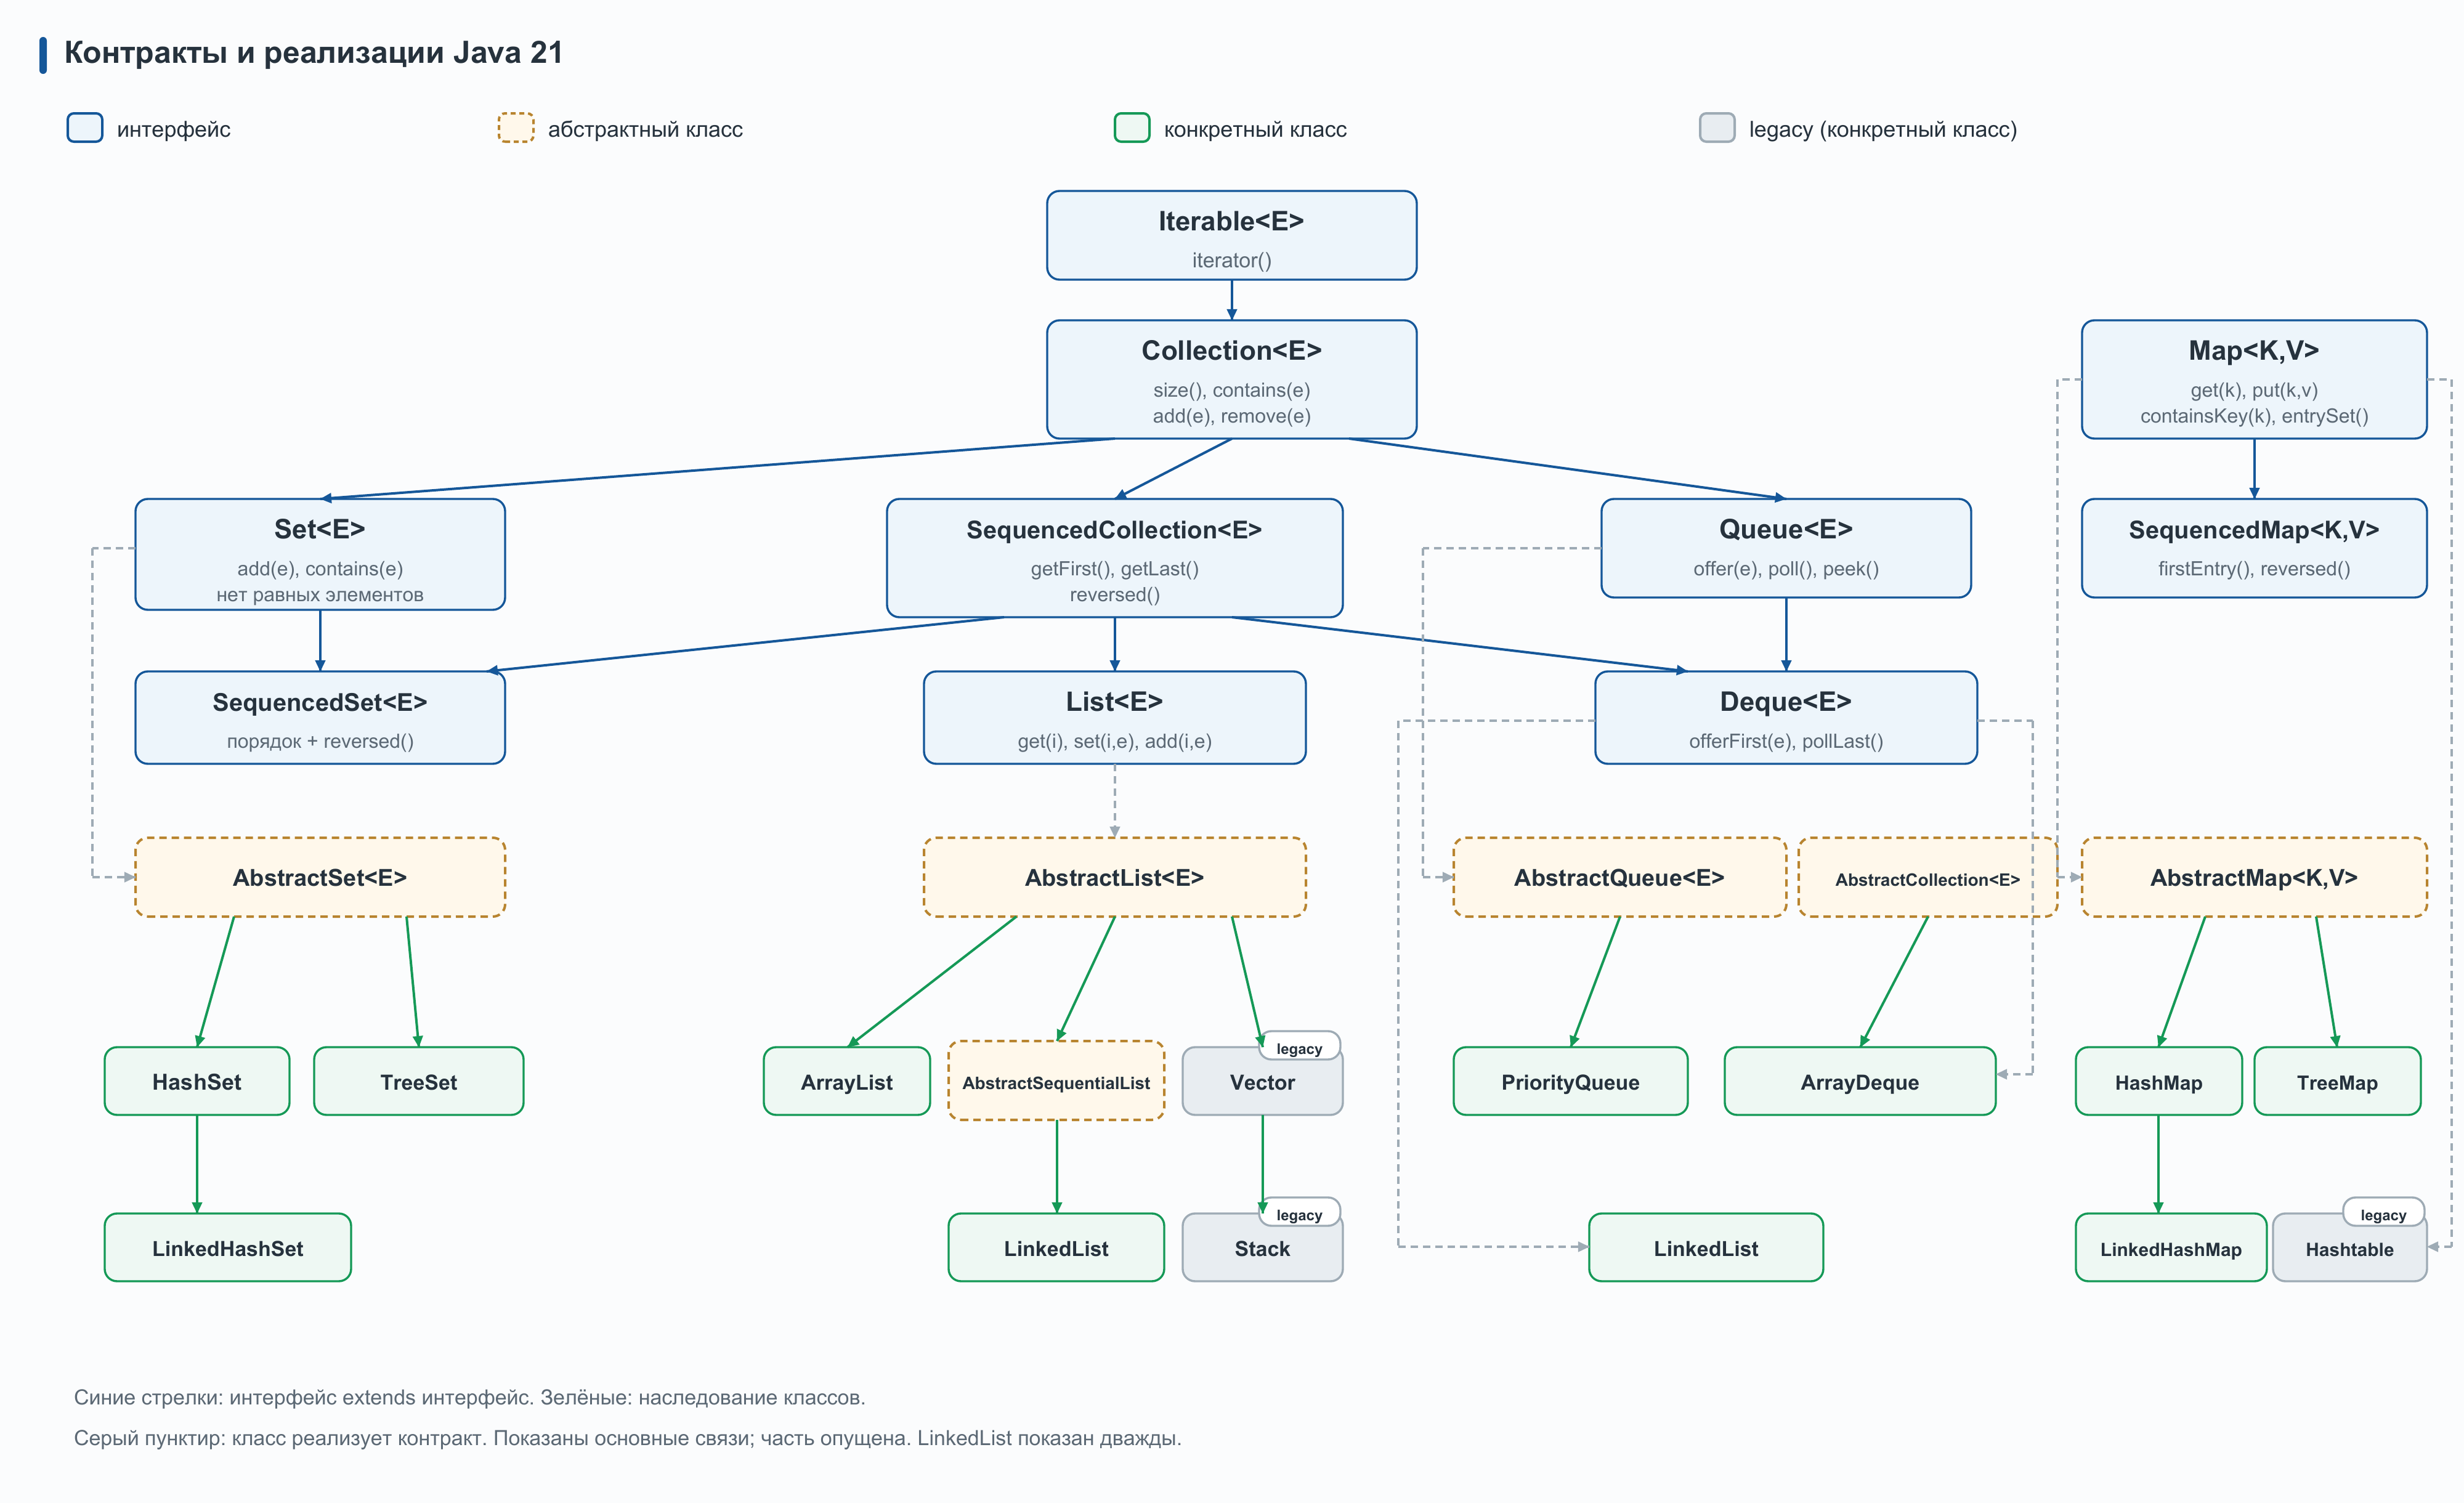 Контракты и реализации Java 21
интерфейс
абстрактный класс
конкретный класс
legacy (конкретный класс)
Iterable<E>
iterator()
Collection<E>
size(), contains(e)
add(e), remove(e)
Map<K,V>
get(k), put(k,v)
containsKey(k), entrySet()
Set<E>
add(e), contains(e)
нет равных элементов
SequencedCollection<E>
getFirst(), getLast()
reversed()
Queue<E>
offer(e), poll(), peek()
SequencedMap<K,V>
firstEntry(), reversed()
SequencedSet<E>
порядок + reversed()
List<E>
get(i), set(i,e), add(i,e)
Deque<E>
offerFirst(e), pollLast()
AbstractSet<E>
AbstractList<E>
AbstractQueue<E>
AbstractCollection<E>
AbstractMap<K,V>
HashSet
TreeSet
ArrayList
AbstractSequentialList
legacy
Vector
PriorityQueue
ArrayDeque
HashMap
TreeMap
LinkedHashSet
LinkedList
legacy
Stack
LinkedList
LinkedHashMap
legacy
Hashtable
Синие стрелки: интерфейс extends интерфейс. Зелёные: наследование классов.
Серый пунктир: класс реализует контракт. Показаны основные связи; часть опущена. LinkedList показан дважды.